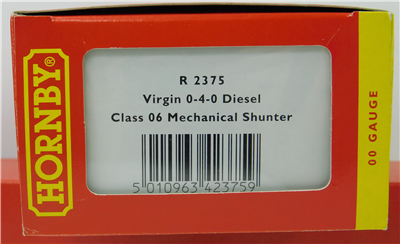 HORNBY®
R 2375
Virgin 0-4-0 Diesel
Class 06 Mechanical Shunter
5 010963 423759
00 GAUGE